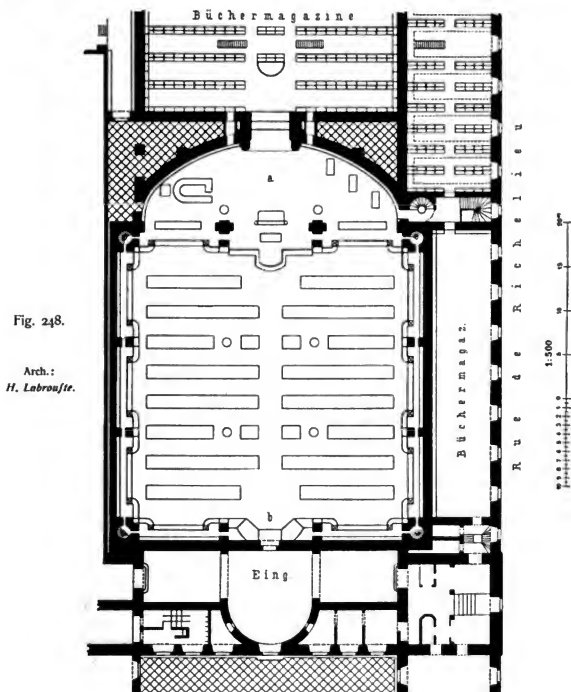 Büchermagazine
a
Fig. 248.
Arch.:
H. Labrouſte.
Büchermagaz.
Rue de Richelieu
1:500
b
Eing